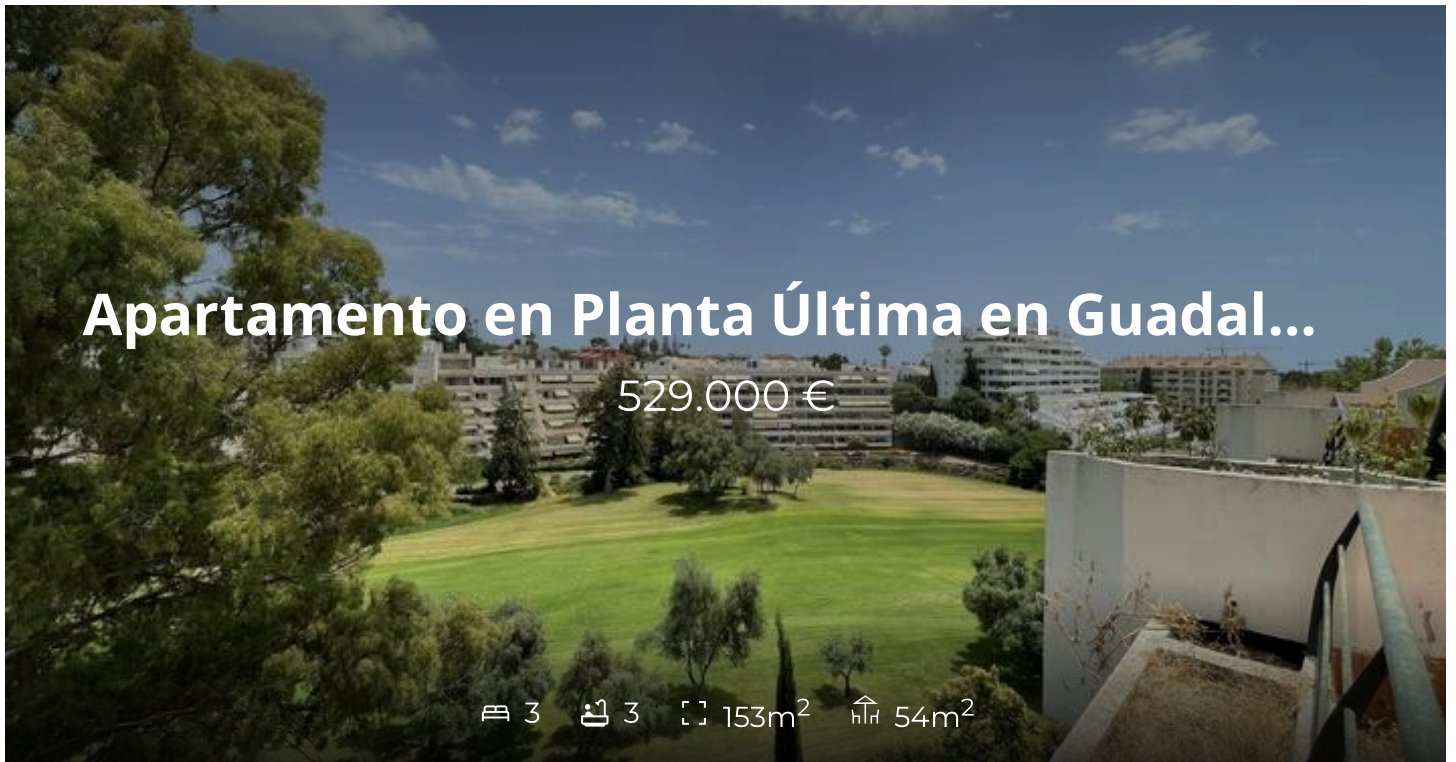 Apartamento en Planta Última en Guadal...
529.000 €
3 3 153m² 54m²